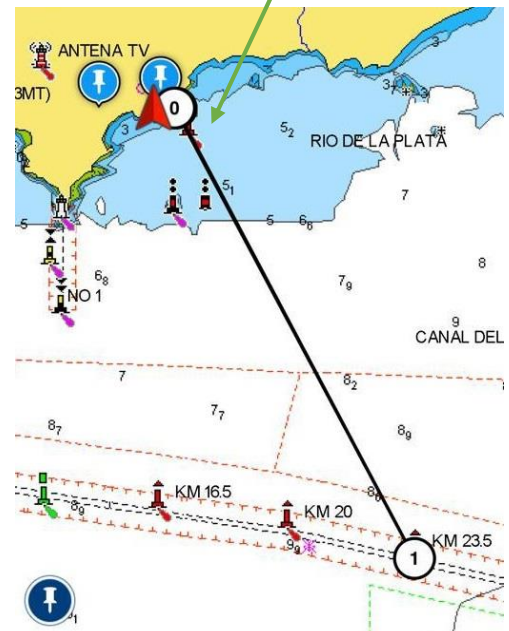 ANTENA TV
3MT)
3
3
3
3
0
5₂
RIO DE LA PLATA
5₁
7
5
5
6₆
6₈
7₉
8
NO 1
9
CANAL DEL
7
8₂
7₇
8₇
8₉
KM 16.5
8₉
KM 20
KM 23.5
9₉
1